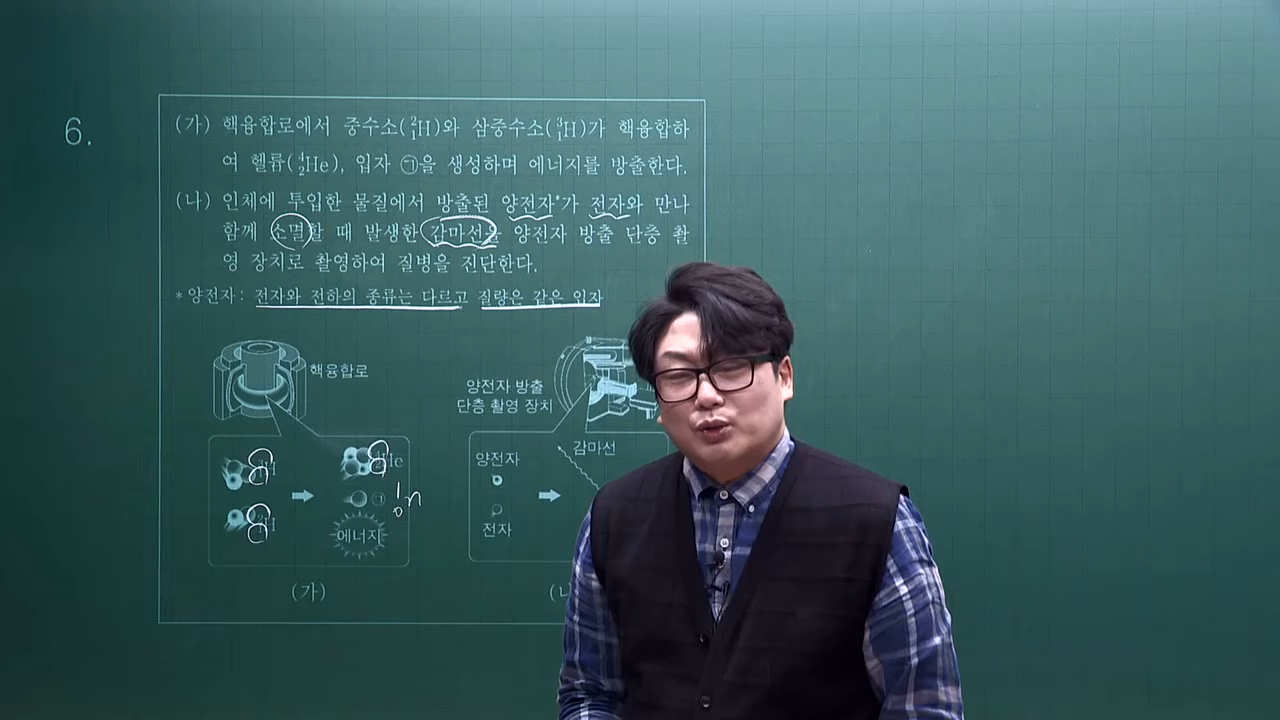 6.
(가) 핵융합로에서 중수소(²₁H)와 삼중수소(³₁H)가 핵융합하
여 헬륨(⁴₂He), 입자 ㉠을 생성하며 에너지를 방출한다.
(나) 인체에 투입한 물질에서 방출된 양전자*가 전자와 만나
함께 소멸할 때 발생한 감마선을 양전자 방출 단층 촬
영 장치로 촬영하여 질병을 진단한다.
*양전자: 전자와 전하의 종류는 다르고 질량은 같은 입자
핵융합로
H
H
He
㉠
¹₀n
에너지
(가)
양전자 방출
단층 촬영 장치
양전자
감마선
전자